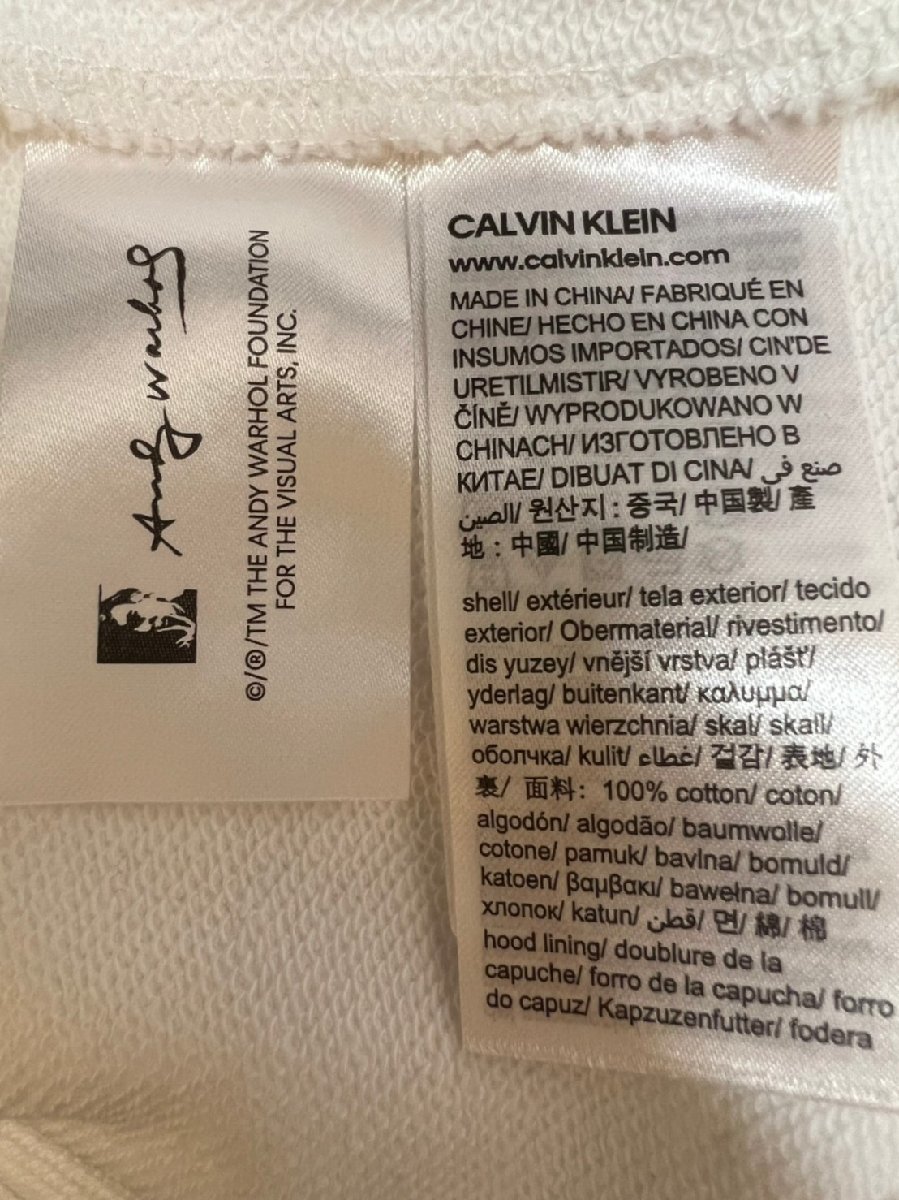 Andy Warhol
©/®/TM THE ANDY WARHOL FOUNDATION
FOR THE VISUAL ARTS, INC.
CALVIN KLEIN
www.calvinklein.com
MADE IN CHINA/ FABRIQUÉ EN
CHINE/ HECHO EN CHINA CON
INSUMOS IMPORTADOS/ CIN'DE
URETILMISTIR/ VYROBENO V
ČÍNĚ/ WYPRODUKOWANO W
CHINACH/ ИЗГОТОВЛЕНО В
КИТАЕ/ DIBUAT DI CINA/ صنع في
الصين/ 원산지 : 중국/ 中国製/ 產
地 : 中國/ 中国制造/
shell/ extérieur/ tela exterior/ tecido
exterior/ Obermaterial/ rivestimento/
dis yuzey/ vnější vrstva/ plášť/
yderlag/ buitenkant/ καλυμμα/
warstwa wierzchnia/ skal/ skall/
оболчка/ kulit/ غطاء/ 겉감/ 表地/ 外
裏/ 面料: 100% cotton/ coton/
algodón/ algodão/ baumwolle/
cotone/ pamuk/ bavlna/ bomuld/
katoen/ βαμβακι/ bawełna/ bomull/
хлопок/ katun/ قطن/ 면/ 綿/ 棉
hood lining/ doublure de la
capuche/ forro de la capucha/ forro
do capuz/ Kapzuzenfutter/ fodera